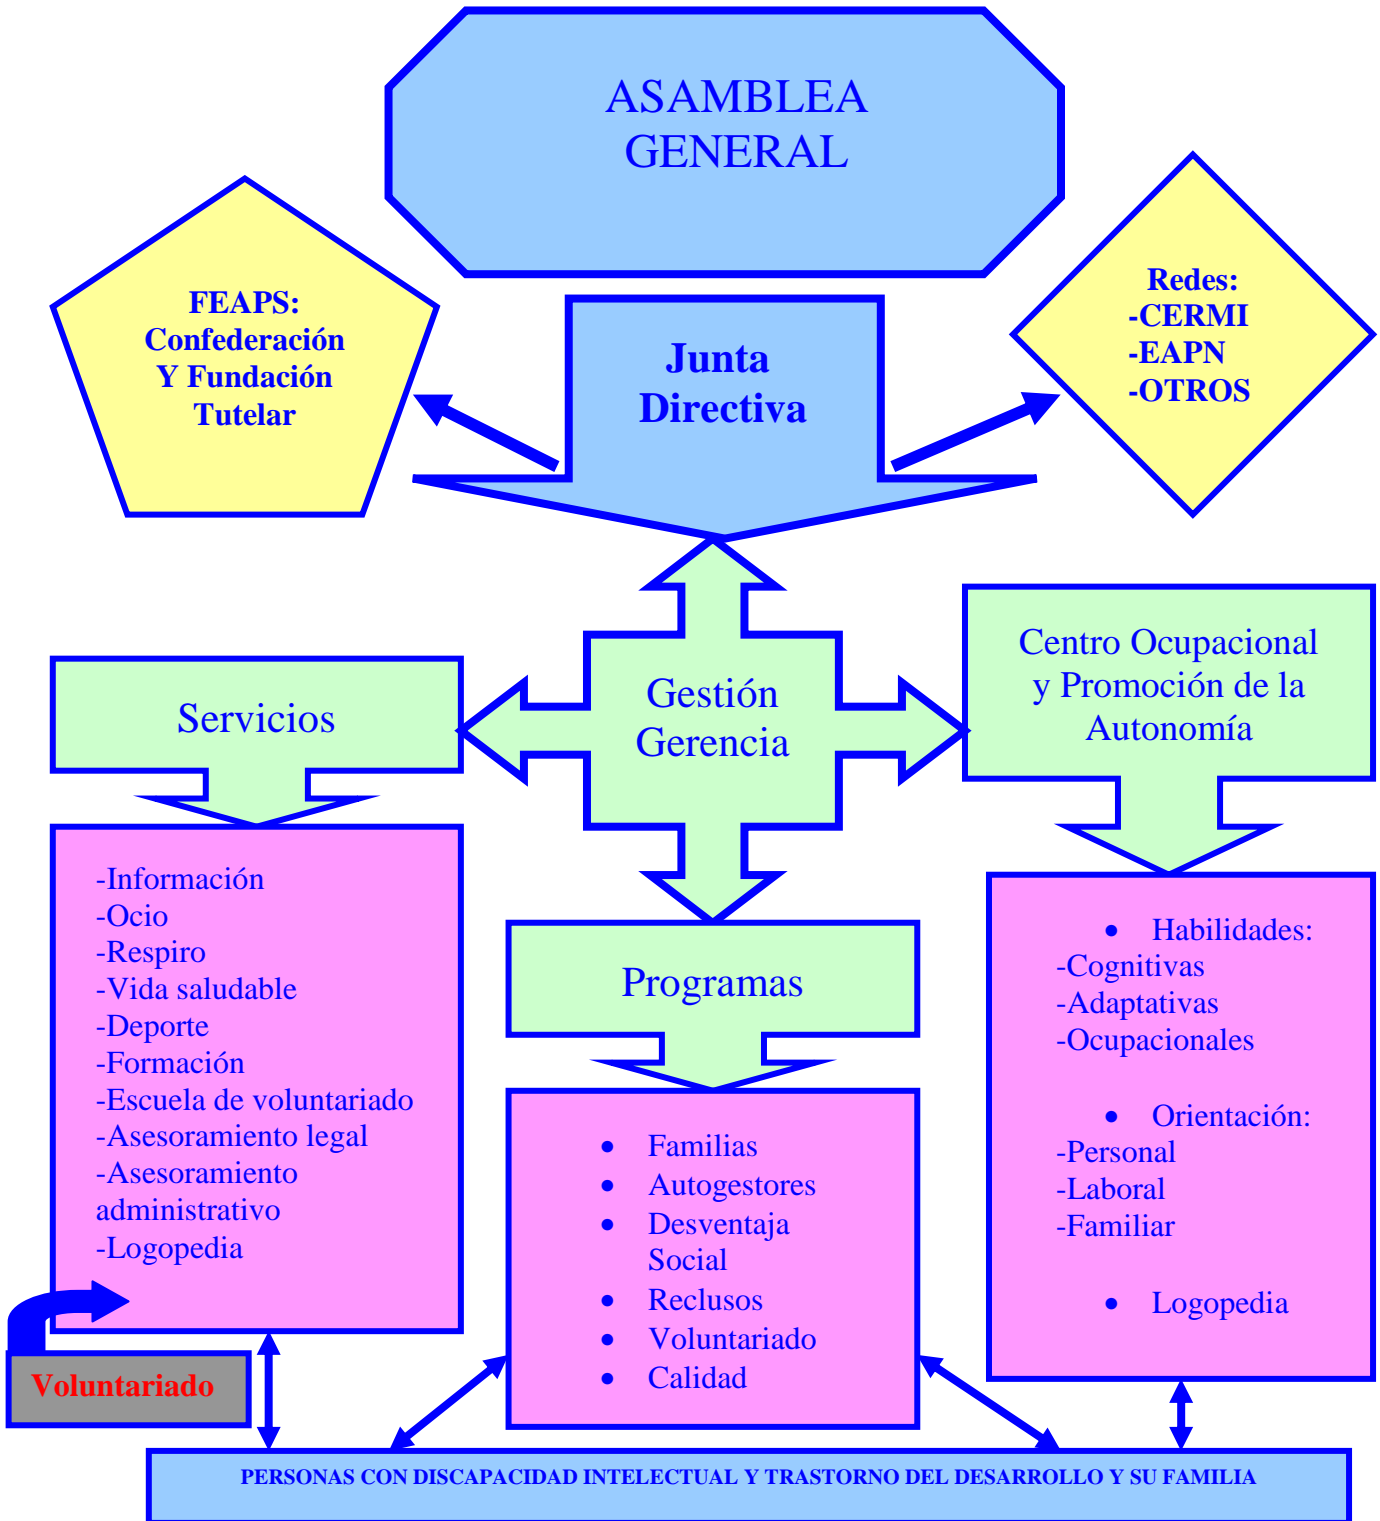 ASAMBLEA
GENERAL
FEAPS:
Confederación
Y Fundación
Tutelar
Junta
Directiva
Redes:
-CERMI
-EAPN
-OTROS
Servicios
Gestión
Gerencia
Centro Ocupacional
y Promoción de la
Autonomía
-Información
-Ocio
-Respiro
-Vida saludable
-Deporte
-Formación
-Escuela de voluntariado
-Asesoramiento legal
-Asesoramiento
administrativo
-Logopedia
Programas
• Familias
• Autogestores
• Desventaja
Social
• Reclusos
• Voluntariado
• Calidad
• Habilidades:
-Cognitivas
-Adaptativas
-Ocupacionales
• Orientación:
-Personal
-Laboral
-Familiar
• Logopedia
Voluntariado
PERSONAS CON DISCAPACIDAD INTELECTUAL Y TRASTORNO DEL DESARROLLO Y SU FAMILIA